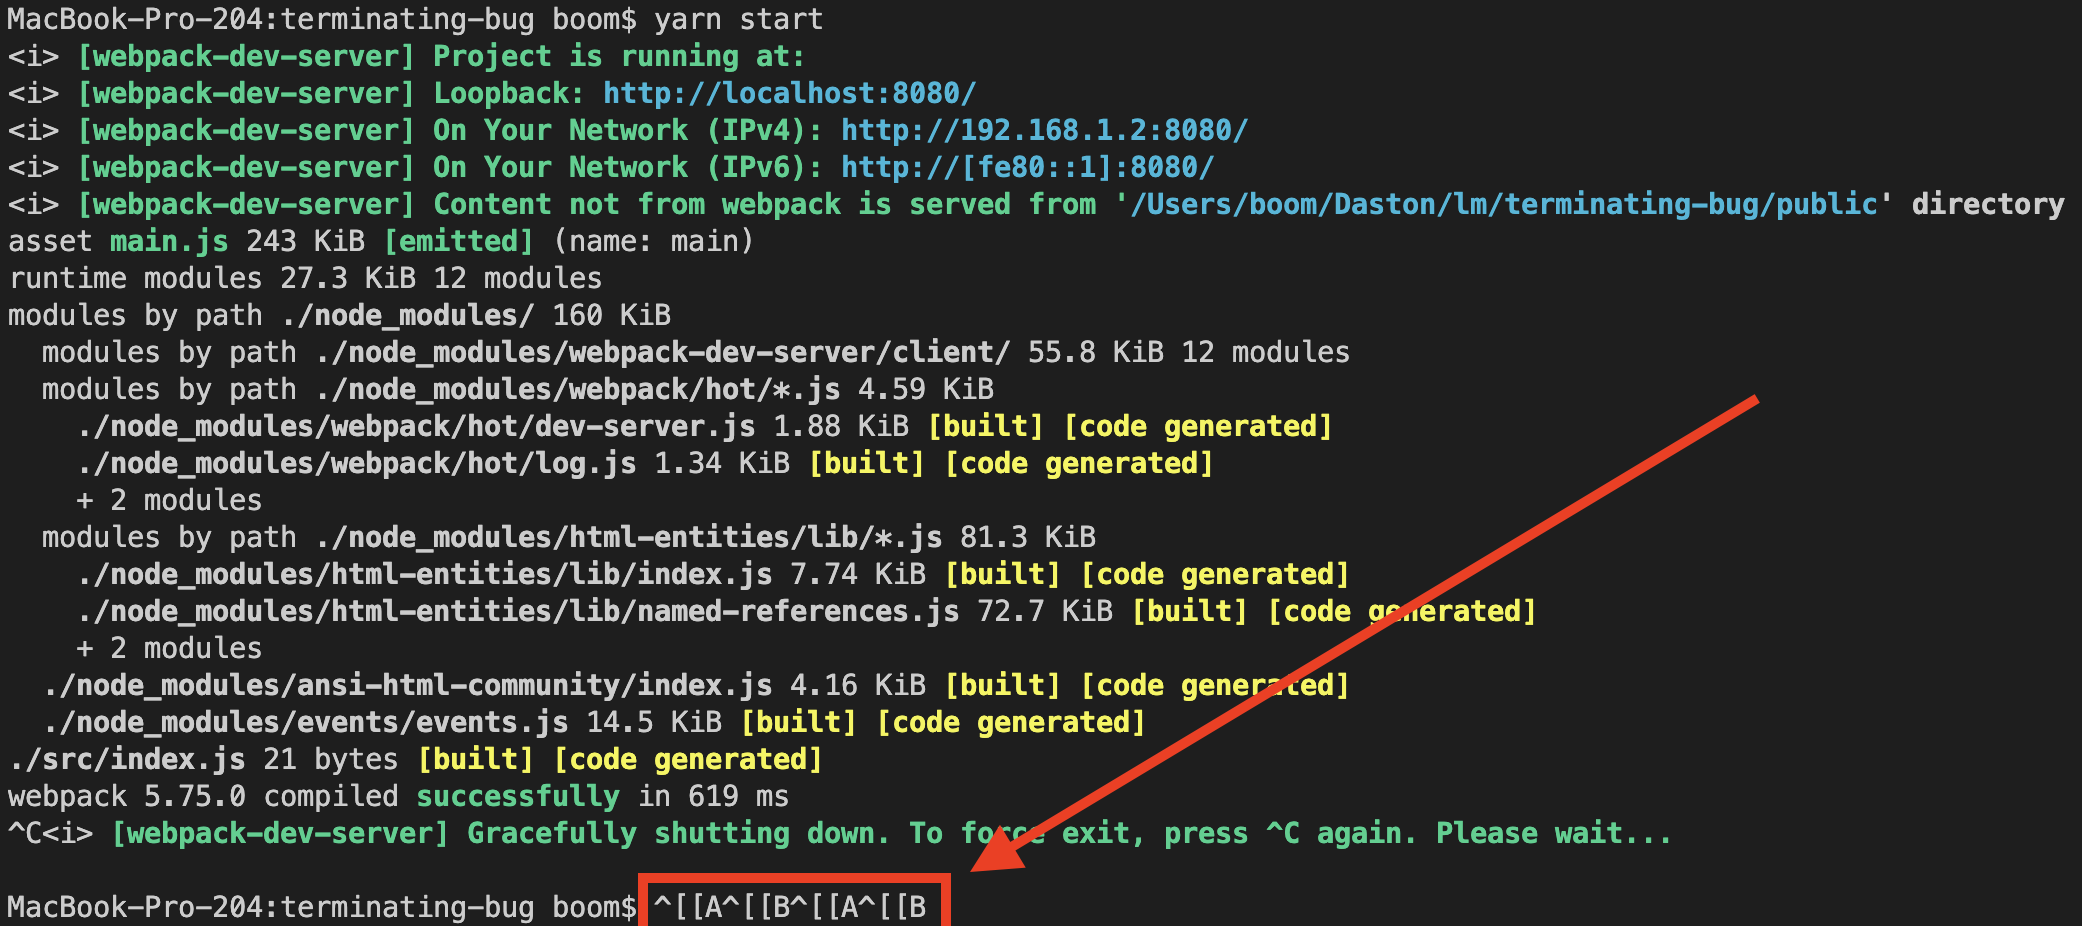 MacBook-Pro-204:terminating-bug boom$ yarn start
<i> [webpack-dev-server] Project is running at:
<i> [webpack-dev-server] Loopback: http://localhost:8080/
<i> [webpack-dev-server] On Your Network (IPv4): http://192.168.1.2:8080/
<i> [webpack-dev-server] On Your Network (IPv6): http://[fe80::1]:8080/
<i> [webpack-dev-server] Content not from webpack is served from '/Users/boom/Daston/lm/terminating-bug/public' directory
asset main.js 243 KiB [emitted] (name: main)
runtime modules 27.3 KiB 12 modules
modules by path ./node_modules/ 160 KiB
  modules by path ./node_modules/webpack-dev-server/client/ 55.8 KiB 12 modules
  modules by path ./node_modules/webpack/hot/*.js 4.59 KiB
    ./node_modules/webpack/hot/dev-server.js 1.88 KiB [built] [code generated]
    ./node_modules/webpack/hot/log.js 1.34 KiB [built] [code generated]
    + 2 modules
  modules by path ./node_modules/html-entities/lib/*.js 81.3 KiB
    ./node_modules/html-entities/lib/index.js 7.74 KiB [built] [code generated]
    ./node_modules/html-entities/lib/named-references.js 72.7 KiB [built] [code generated]
    + 2 modules
  ./node_modules/ansi-html-community/index.js 4.16 KiB [built] [code generated]
  ./node_modules/events/events.js 14.5 KiB [built] [code generated]
./src/index.js 21 bytes [built] [code generated]
webpack 5.75.0 compiled successfully in 619 ms
^C<i> [webpack-dev-server] Gracefully shutting down. To force exit, press ^C again. Please wait...
MacBook-Pro-204:terminating-bug boom$ ^[[A^[[B^[[A^[[B